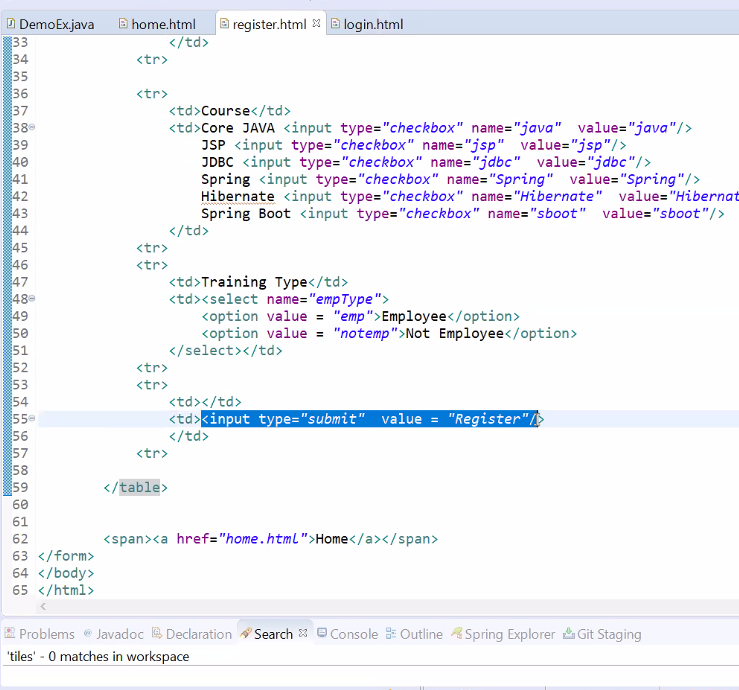 DemoEx.java home.html register.html login.html
33 </td>
34 <tr>
35
36 <tr>
37 <td>Course</td>
38 <td>Core JAVA <input type="checkbox" name="java" value="java"/>
39 JSP <input type="checkbox" name="jsp" value="jsp"/>
40 JDBC <input type="checkbox" name="jdbc" value="jdbc"/>
41 Spring <input type="checkbox" name="Spring" value="Spring"/>
42 Hibernate <input type="checkbox" name="Hibernate" value="Hibernat
43 Spring Boot <input type="checkbox" name="sboot" value="sboot"/>
44 </td>
45 <tr>
46 <tr>
47 <td>Training Type</td>
48 <td><select name="empType">
49 <option value = "emp">Employee</option>
50 <option value = "notemp">Not Employee</option>
51 </select></td>
52 <tr>
53 <tr>
54 <td></td>
55 <td><input type="submit" value = "Register"/>
56 </td>
57 <tr>
58
59 </table>
60
61
62 <span><a href="home.html">Home</a></span>
63 </form>
64 </body>
65 </html>
Problems Javadoc Declaration Search Console Outline Spring Explorer Git Staging
'tiles' - 0 matches in workspace